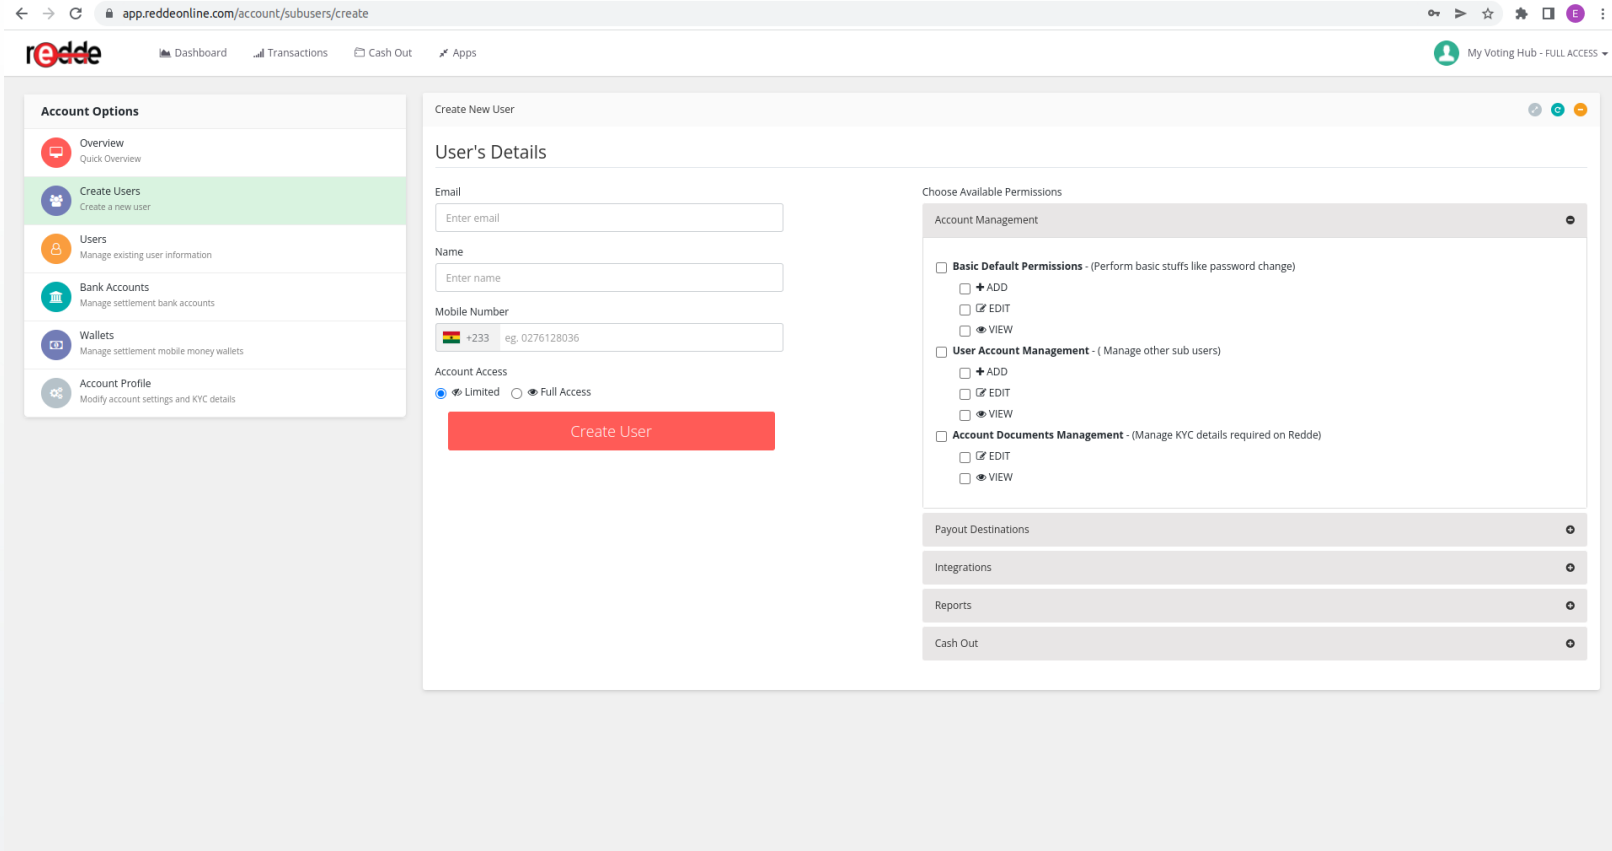 app.reddeonline.com/account/subusers/create
E
redde
Dashboard
Transactions
Cash Out
Apps
My Voting Hub - FULL ACCESS
Account Options
Overview
Quick Overview
Create Users
Create a new user
Users
Manage existing user information
Bank Accounts
Manage settlement bank accounts
Wallets
Manage settlement mobile money wallets
Account Profile
Modify account settings and KYC details
Create New User
User's Details
Email
Enter email
Name
Enter name
Mobile Number
+233 eg. 0276128036
Account Access
Limited Full Access
Create User
Choose Available Permissions
Account Management
Basic Default Permissions - (Perform basic stuffs like password change)
ADD
EDIT
VIEW
User Account Management - ( Manage other sub users)
ADD
EDIT
VIEW
Account Documents Management - (Manage KYC details required on Redde)
EDIT
VIEW
Payout Destinations
Integrations
Reports
Cash Out